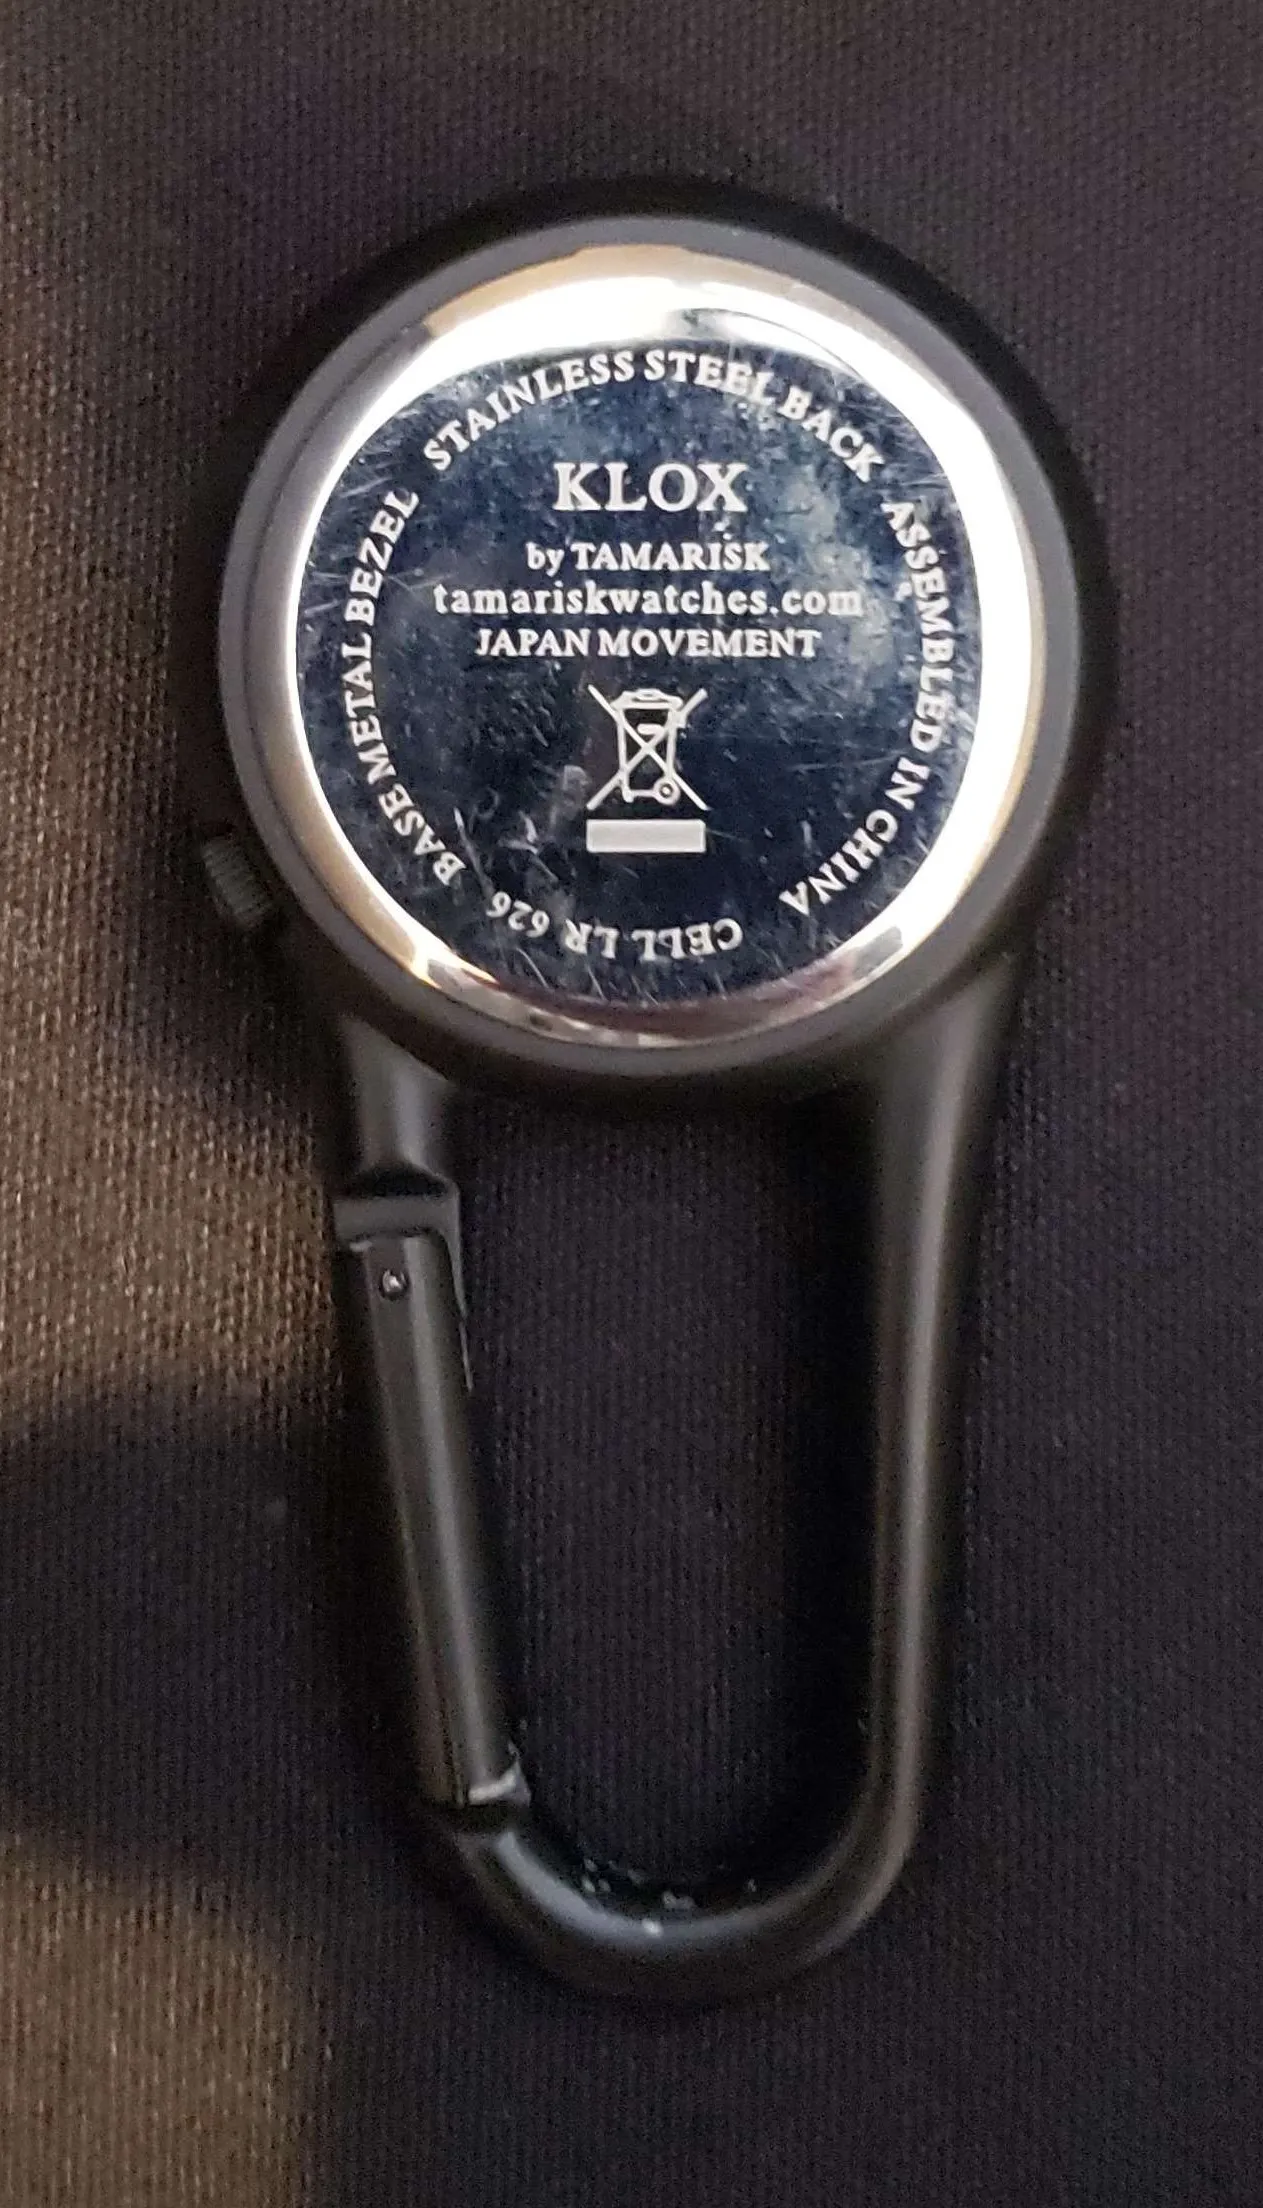 KLOX
by TAMARISK
tamariskwatches.com
JAPAN MOVEMENT
STAINLESS STEEL BACK
ASSEMBLED IN CHINA
CELL LR 626
BASE METAL BEZEL